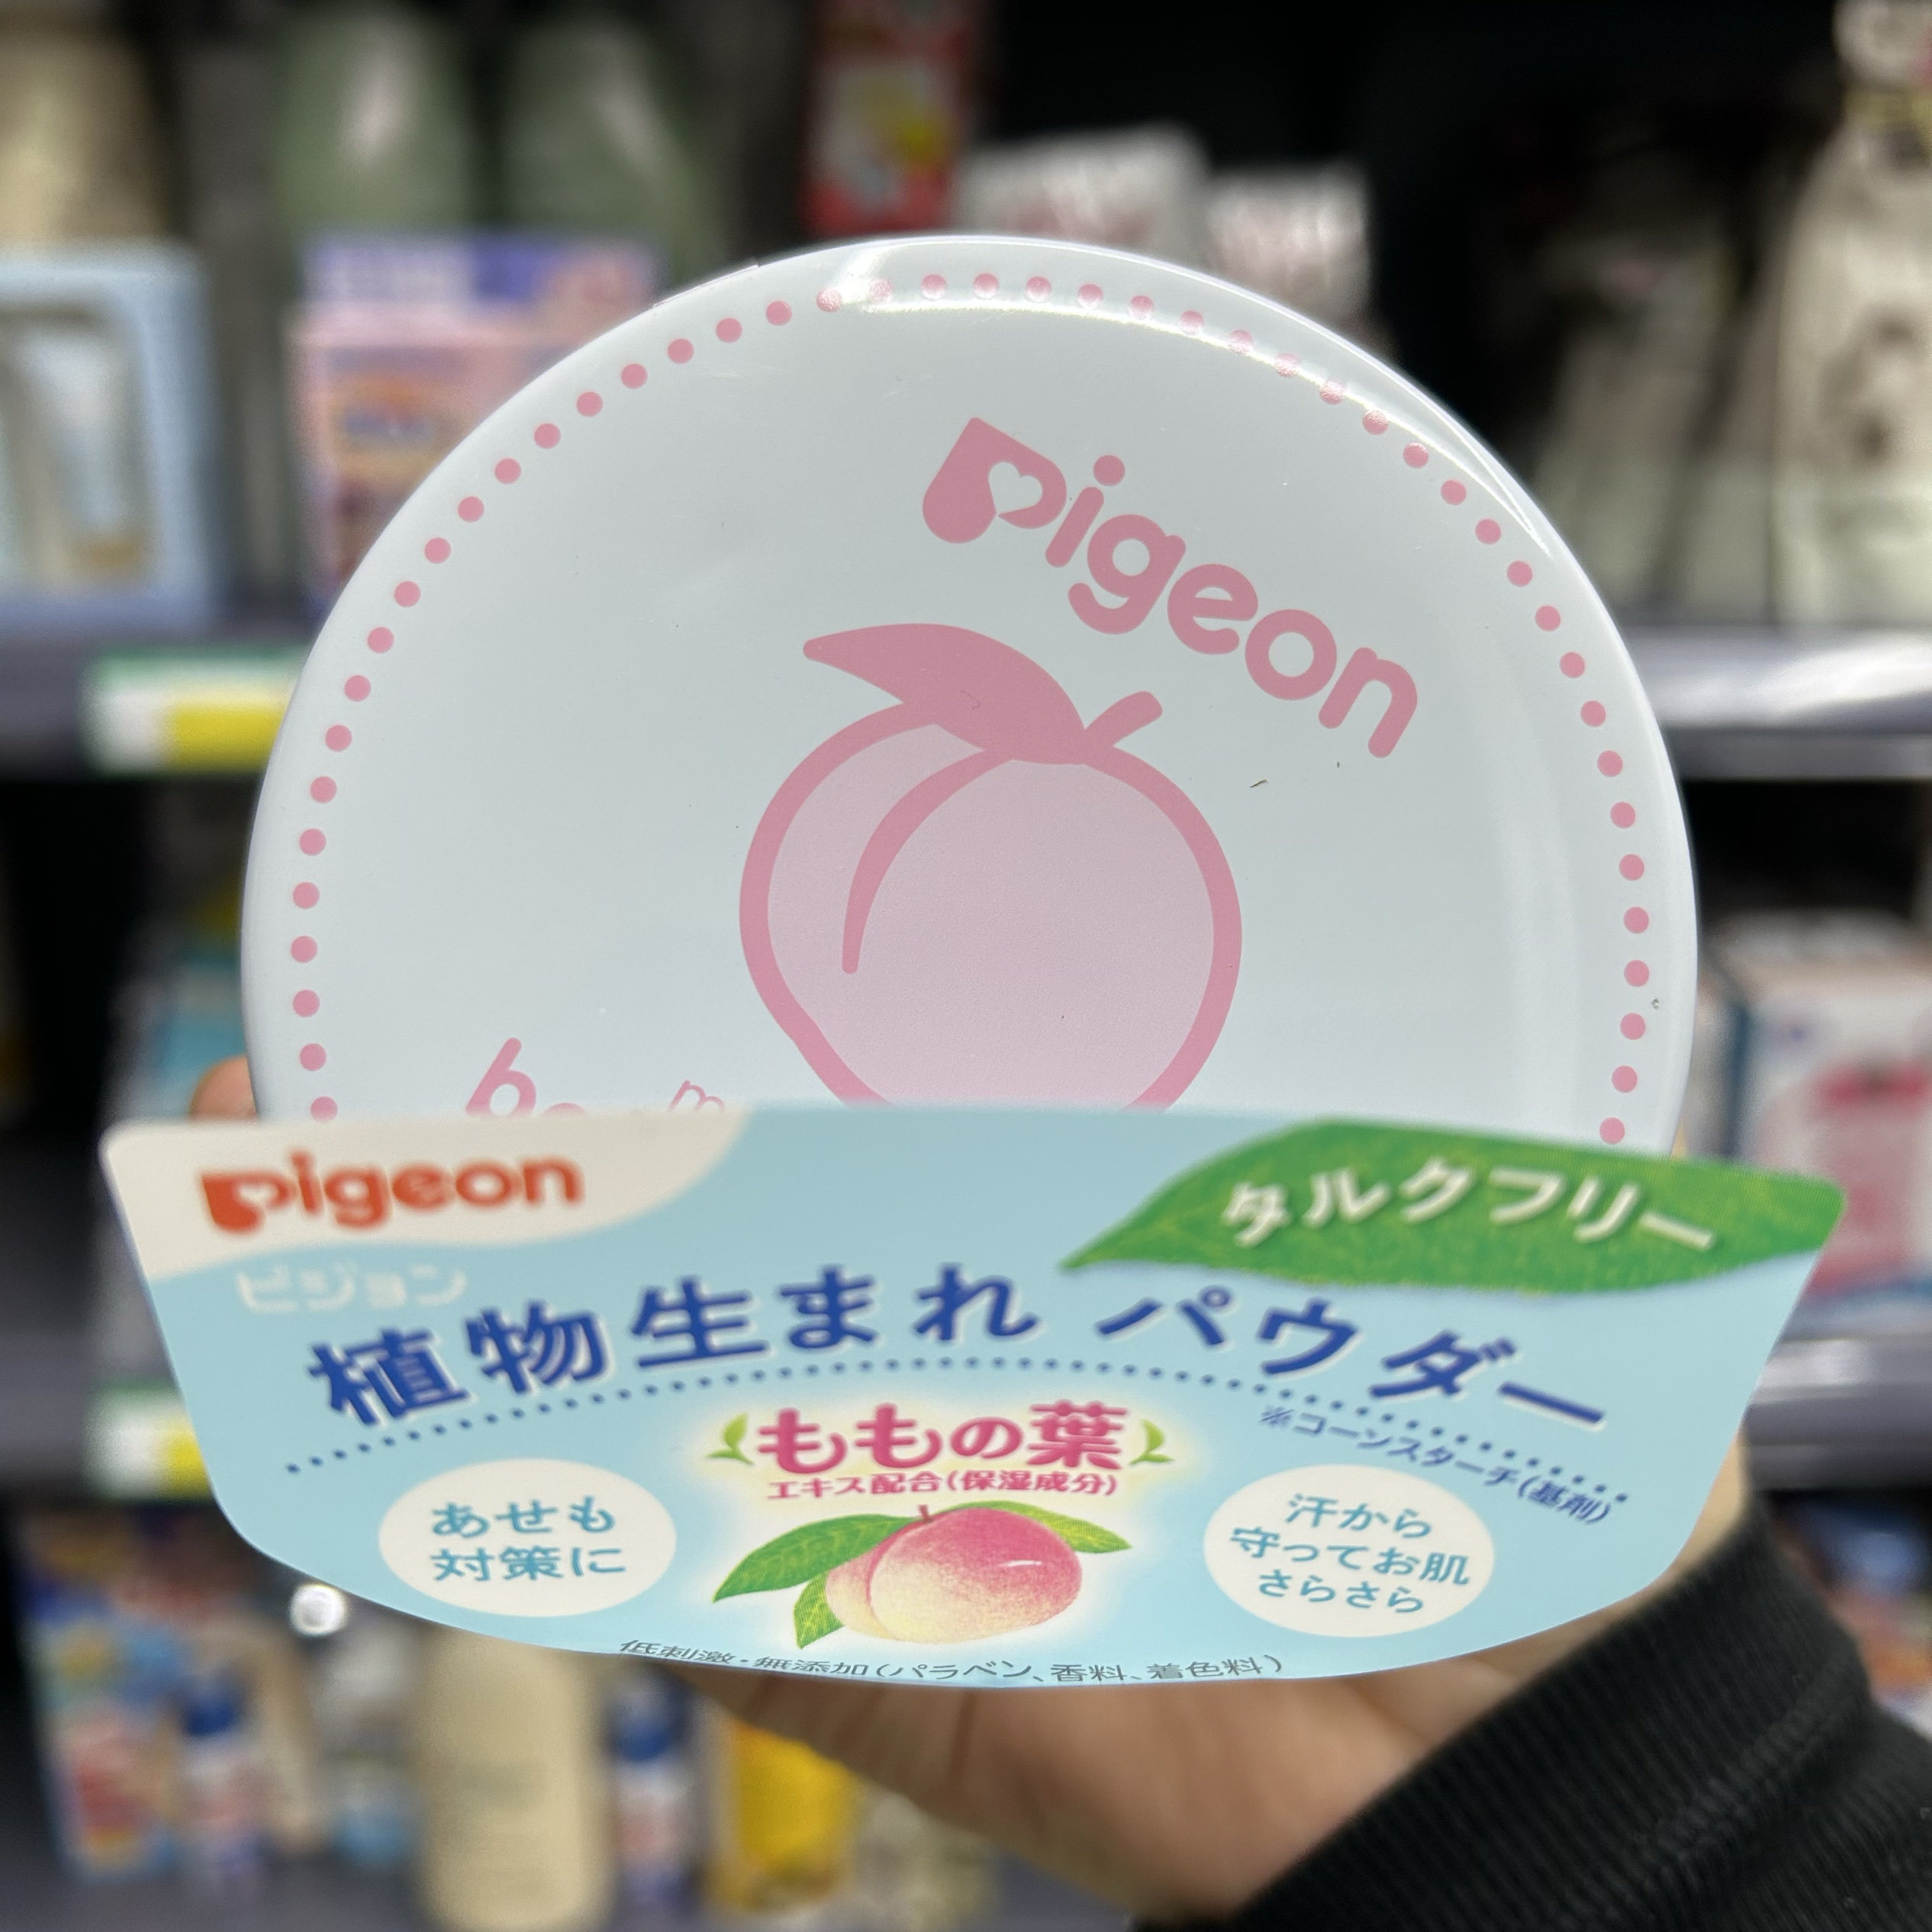 Pigeon
Pigeon
ピジョン
タルクフリー
植物生まれ パウダー
※コーンスターチ(基剤)
ももの葉
エキス配合(保湿成分)
あせも
対策に
汗から
守ってお肌
さらさら
低刺激・無添加(パラベン、香料、着色料)